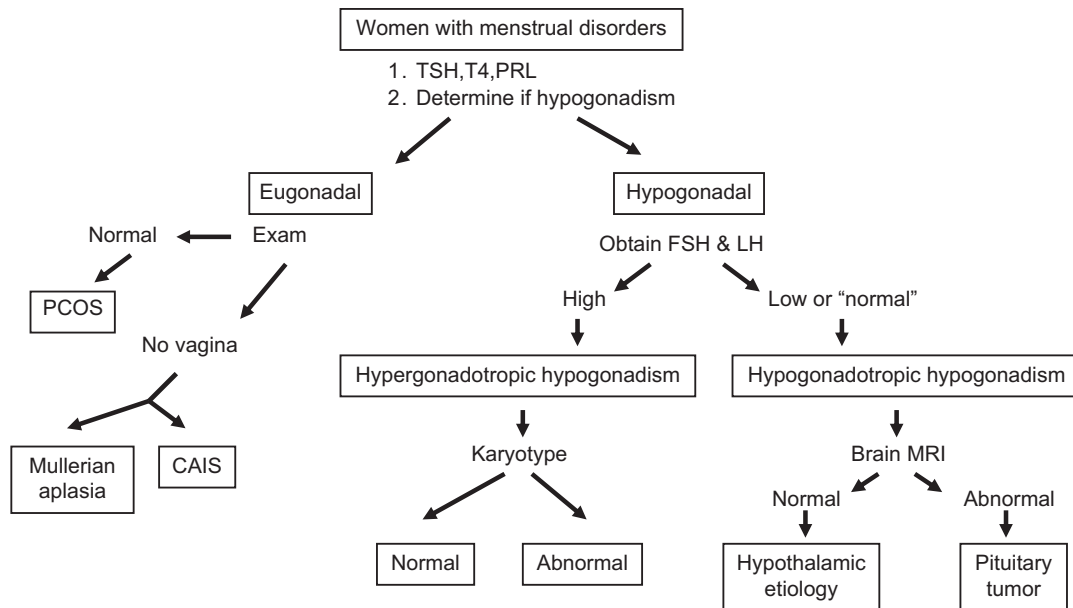 Women with menstrual disorders
1. TSH,T4,PRL
2. Determine if hypogonadism
Eugonadal
Hypogonadal
Normal
Exam
Obtain FSH & LH
PCOS
High
Low or “normal”
No vagina
Hypergonadotropic hypogonadism
Hypogonadotropic hypogonadism
Mullerian
aplasia
CAIS
Karyotype
Brain MRI
Normal
Abnormal
Normal
Abnormal
Hypothalamic
etiology
Pituitary
tumor